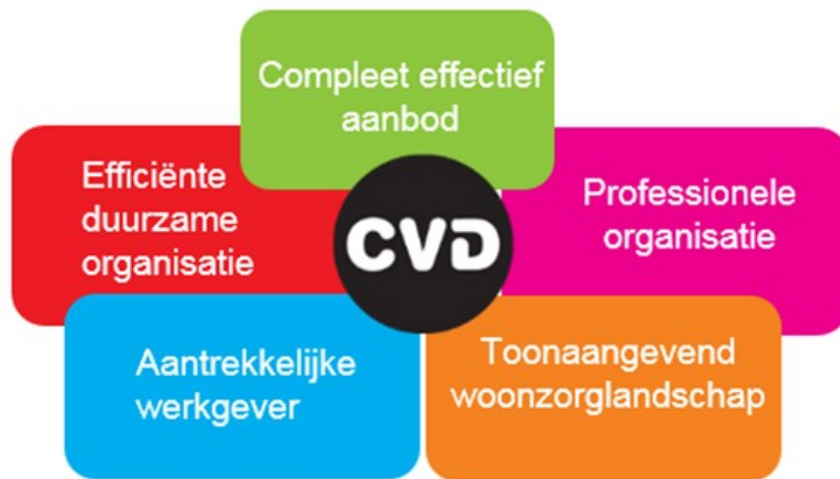 Compleet effectief
aanbod
Efficiënte
duurzame
organisatie
CVD
Professionele
organisatie
Aantrekkelijke
werkgever
Toonaangevend
woonzorglandschap